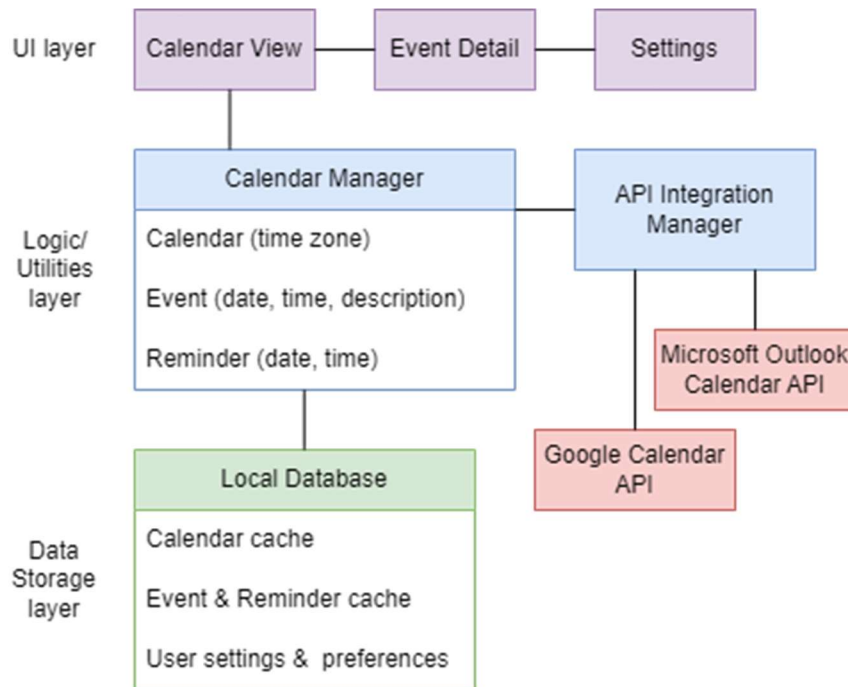 UI layer
Calendar View
Event Detail
Settings
Logic/
Utilities
layer
Calendar Manager
Calendar (time zone)
Event (date, time, description)
Reminder (date, time)
API Integration
Manager
Microsoft Outlook
Calendar API
Google Calendar
API
Data
Storage
layer
Local Database
Calendar cache
Event & Reminder cache
User settings & preferences